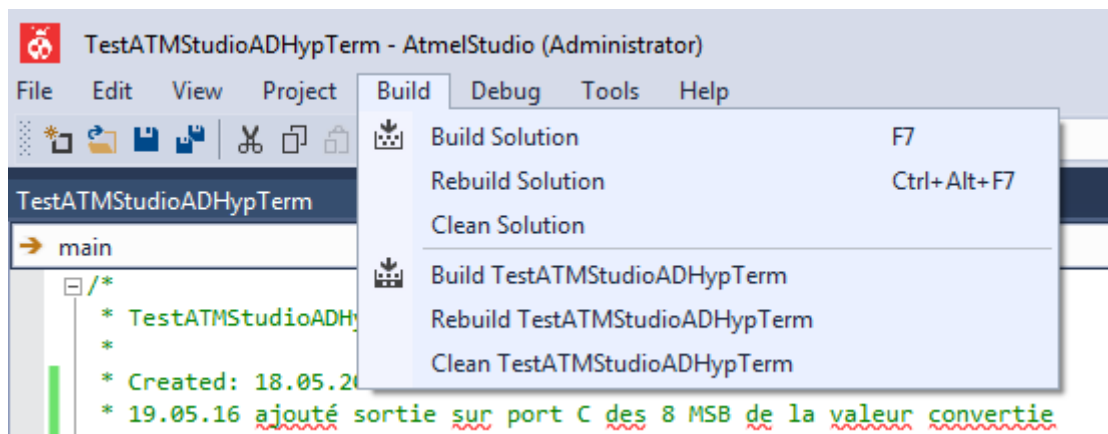 TestATMStudioADHypTerm - AtmelStudio (Administrator)
File Edit View Project Build Debug Tools Help
Build Solution F7
Rebuild Solution Ctrl+Alt+F7
Clean Solution
Build TestATMStudioADHypTerm
Rebuild TestATMStudioADHypTerm
Clean TestATMStudioADHypTerm
TestATMStudioADHypTerm
main
/*
*
* Created: 18.05.
* 19.05.16 ajouté sortie sur port C des 8 MSB de la valeur convertie